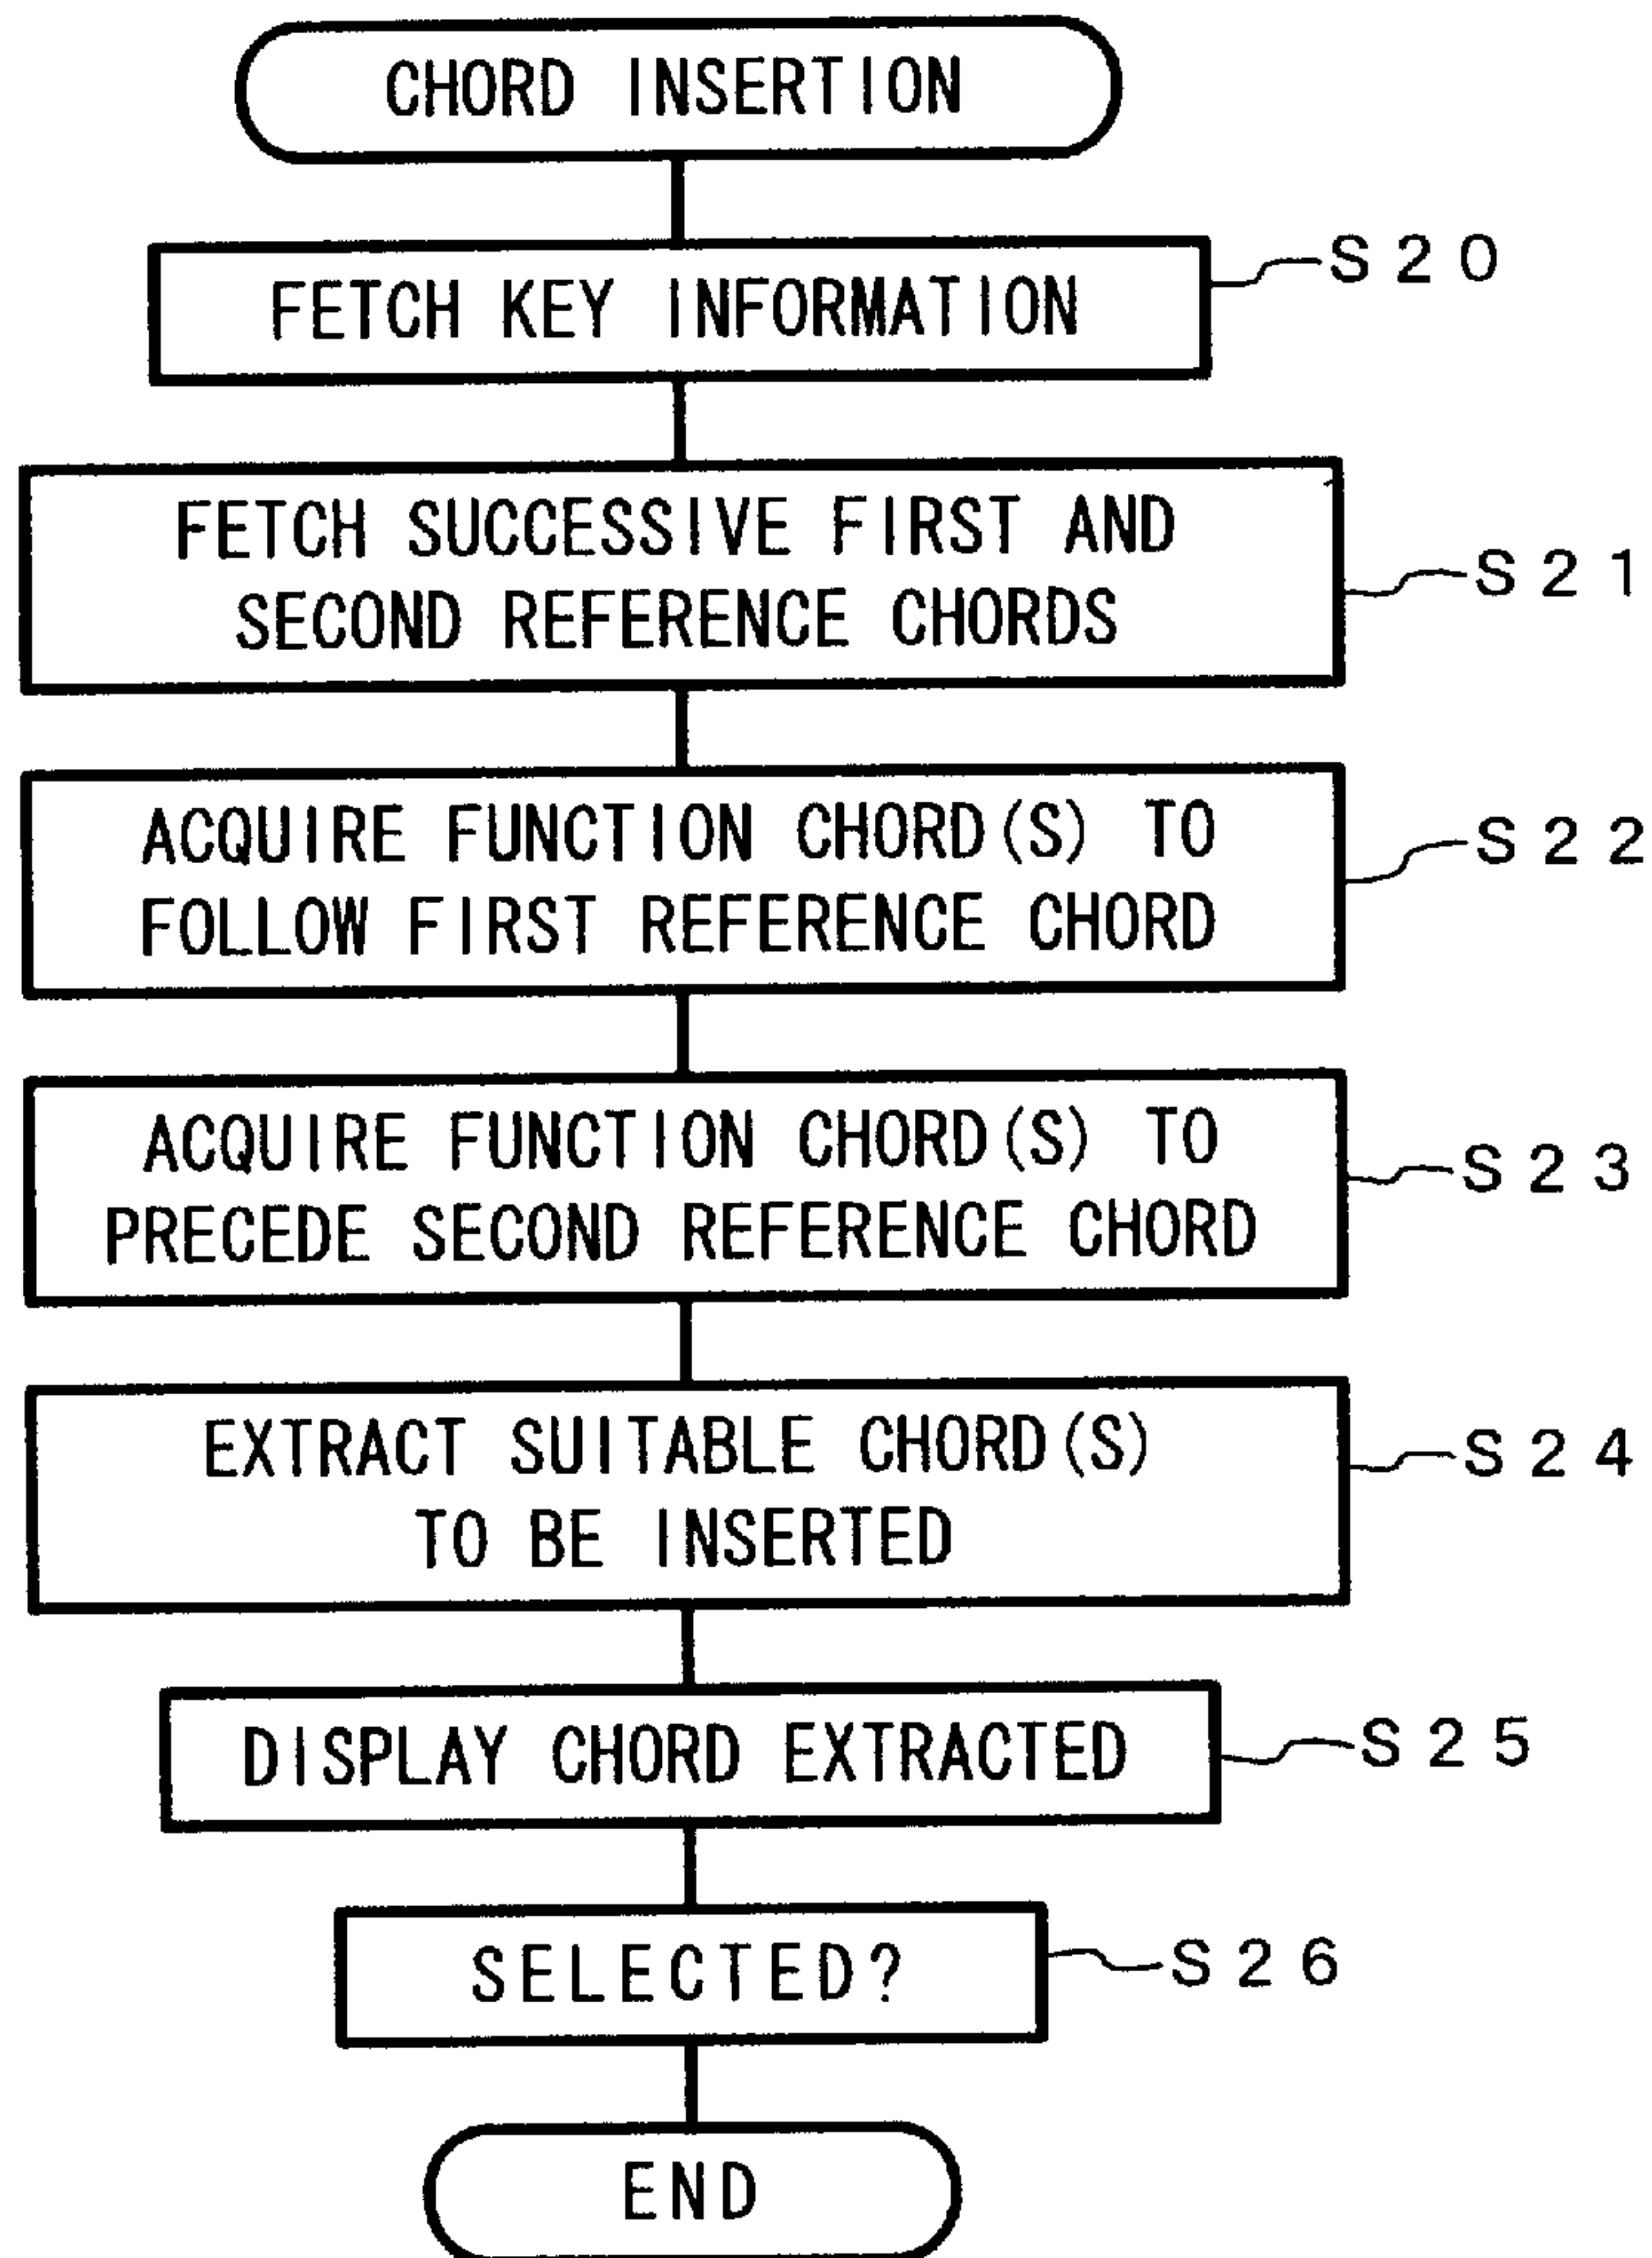 CHORD INSERTION
FETCH KEY INFORMATION
S20
FETCH SUCCESSIVE FIRST AND
SECOND REFERENCE CHORDS
S21
ACQUIRE FUNCTION CHORD(S) TO
FOLLOW FIRST REFERENCE CHORD
S22
ACQUIRE FUNCTION CHORD(S) TO
PRECEDE SECOND REFERENCE CHORD
S23
EXTRACT SUITABLE CHORD(S)
TO BE INSERTED
S24
DISPLAY CHORD EXTRACTED
S25
SELECTED?
S26
END